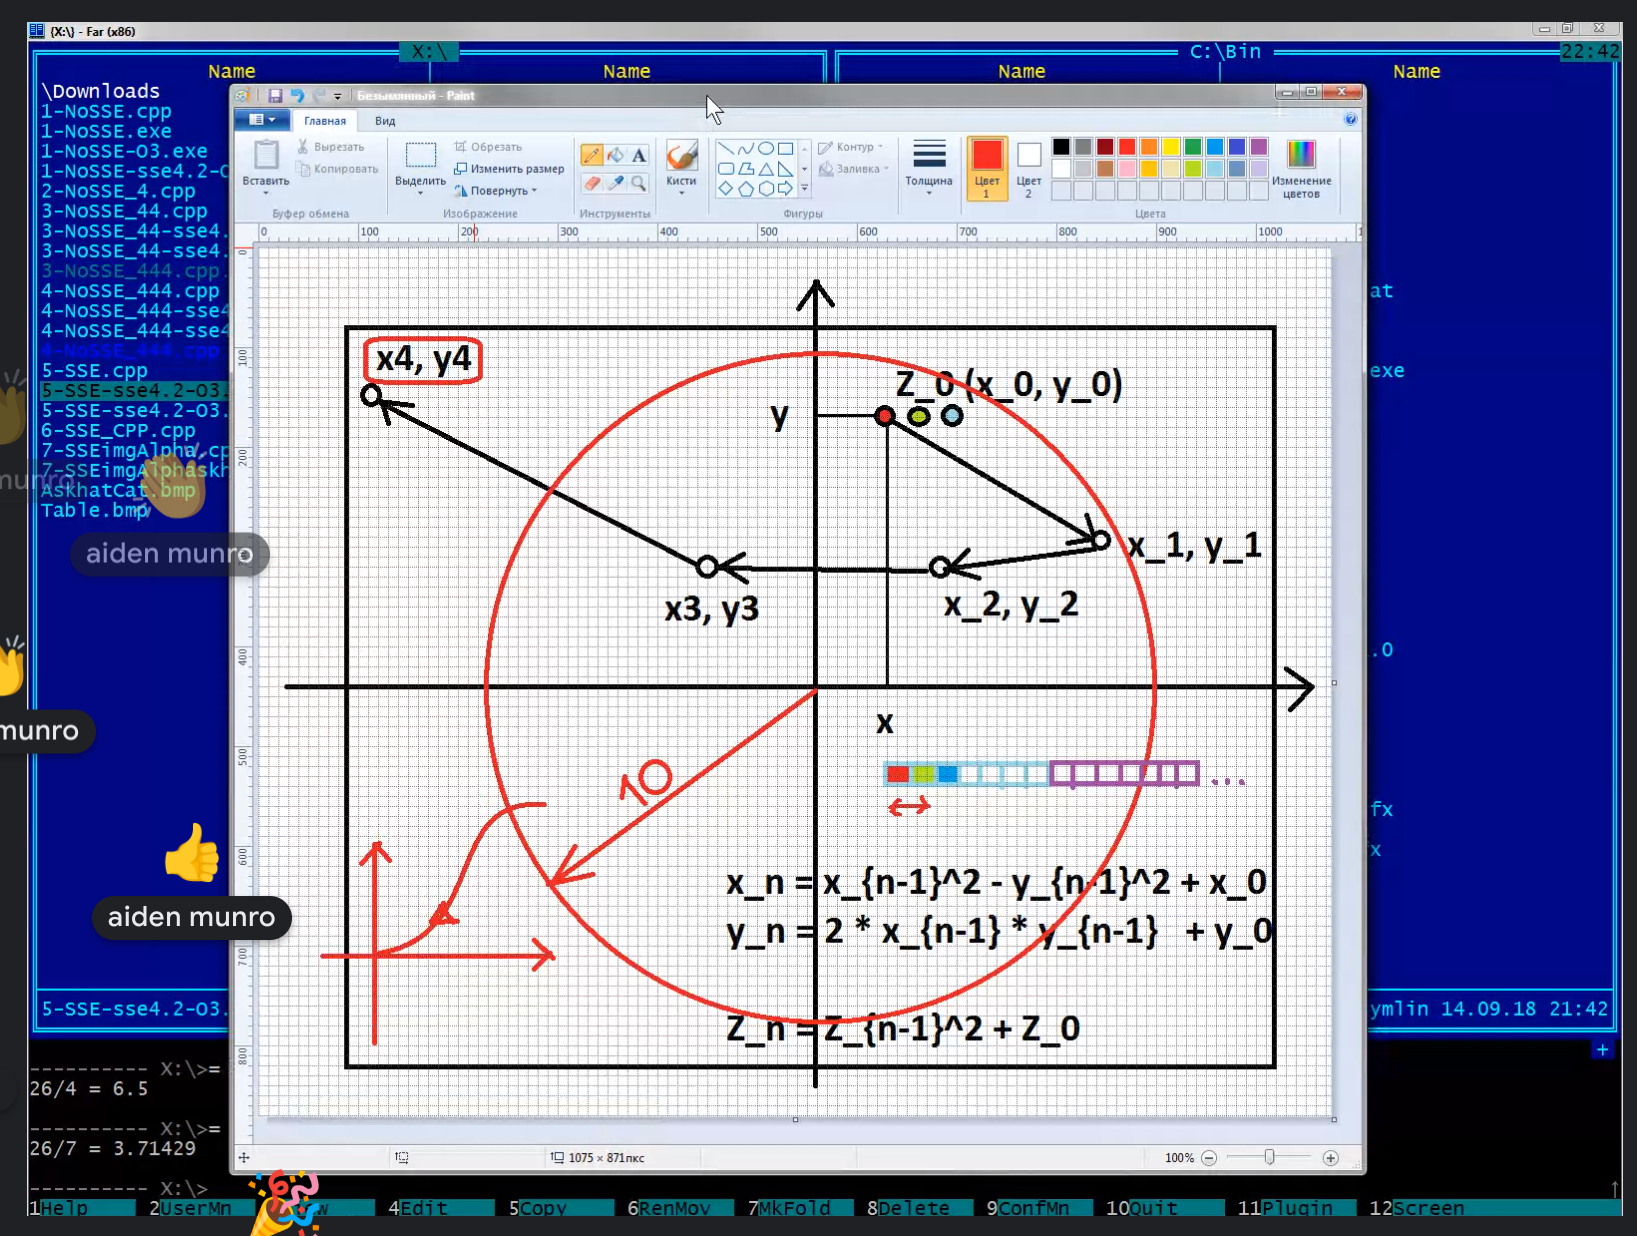 {X:\} - Far (x86)
X:\
C:\Bin
22:42
Name
Name
Name
Name
\Downloads
1-NoSSE.cpp
1-NoSSE.exe
1-NoSSE-O3.exe
1-NoSSE-sse4.2-O
2-NoSSE_4.cpp
3-NoSSE_44.cpp
3-NoSSE_44-sse4.
3-NoSSE_44-sse4.
3-NoSSE_444.cpp.
4-NoSSE_444.cpp
4-NoSSE_444-sse4
4-NoSSE_444-sse4
4-NoSSE_444.cpp
5-SSE.cpp
5-SSE-sse4.2-O3.
5-SSE-sse4.2-O3.
6-SSE_CPP.cpp
7-SSEimgAlpha.cp
7-SSEimgAlphaskh
AskhatCat.bmp
Table.bmp
at
exe
.0
fx
x
Безымянный - Paint
Главная
Вид
Вставить
Вырезать
Копировать
Буфер обмена
Выделить
Обрезать
Изменить размер
Повернуть
Изображение
A
Инструменты
Кисти
Контур
Заливка
Фигуры
Толщина
Цвет 1
Цвет 2
Изменение цветов
Цвета
0 100 200 300 400 500 600 700 800 900 1000
0
100
200
400
500
600
700
800
x4, y4
Z_0 (x_0, y_0)
y
x_1, y_1
x_2, y_2
x3, y3
x
10
...
x_n = x_{n-1}^2 - y_{n-1}^2 + x_0
y_n = 2 * x_{n-1} * y_{n-1} + y_0
Z_n = Z_{n-1}^2 + Z_0
1075 × 871пкс
100%
munro
aiden munro
munro
aiden munro
5-SSE-sse4.2-O3.
ymlin 14.09.18 21:42
+
---------- X:\>=
26/4 = 6.5
---------- X:\>=
26/7 = 3.71429
---------- X:\>
1Help 2UserMn 4Edit 5Copy 6RenMov 7MkFold 8Delete 9ConfMn 10Quit 11Plugin 12Screen